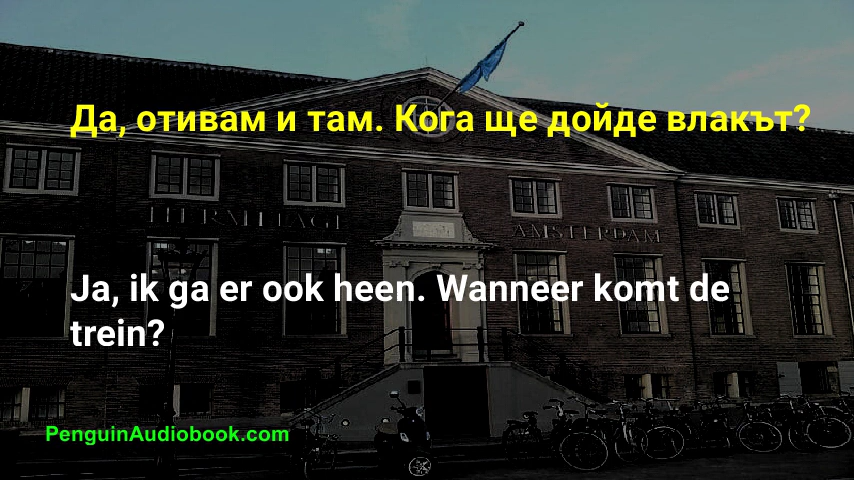 Да, отивам и там. Кога ще дойде влакът?
HERMITAGE AMSTERDAM
Ja, ik ga er ook heen. Wanneer komt de
trein?
PenguinAudiobook.com